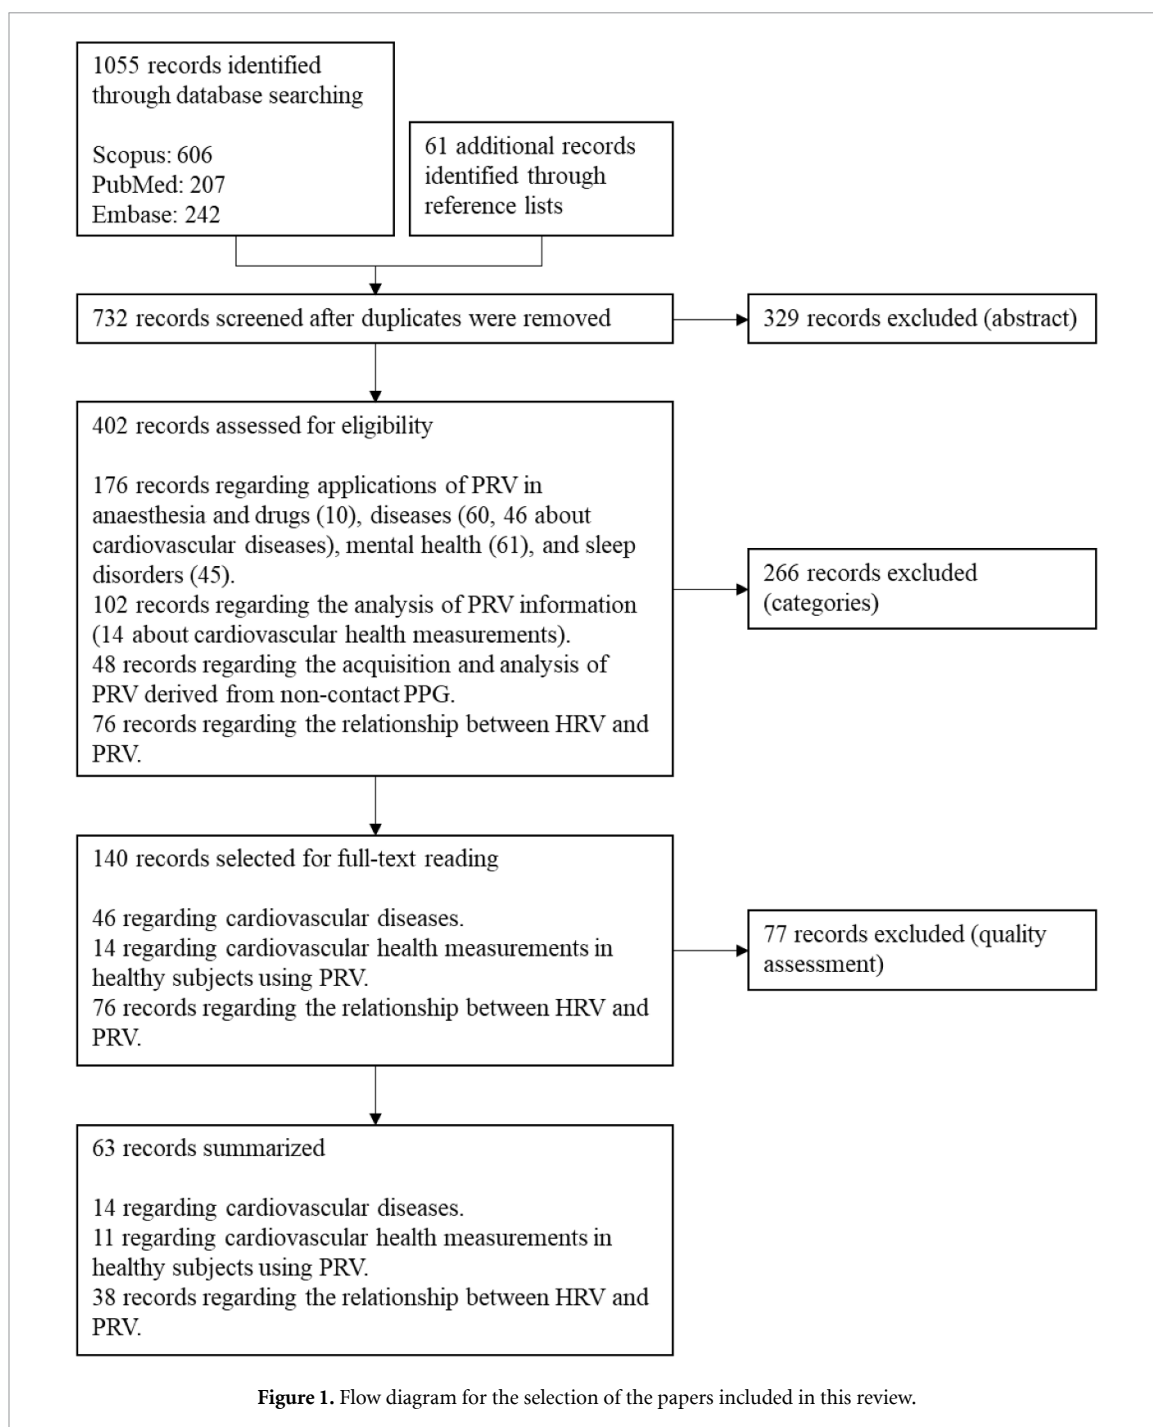 1055 records identified
through database searching
Scopus: 606
PubMed: 207
Embase: 242
61 additional records
identified through
reference lists
732 records screened after duplicates were removed
329 records excluded (abstract)
402 records assessed for eligibility
176 records regarding applications of PRV in
anaesthesia and drugs (10), diseases (60, 46 about
cardiovascular diseases), mental health (61), and sleep
disorders (45).
102 records regarding the analysis of PRV information
(14 about cardiovascular health measurements).
48 records regarding the acquisition and analysis of
PRV derived from non-contact PPG.
76 records regarding the relationship between HRV and
PRV.
266 records excluded
(categories)
140 records selected for full-text reading
46 regarding cardiovascular diseases.
14 regarding cardiovascular health measurements in
healthy subjects using PRV.
76 records regarding the relationship between HRV and
PRV.
77 records excluded (quality
assessment)
63 records summarized
14 regarding cardiovascular diseases.
11 regarding cardiovascular health measurements in
healthy subjects using PRV.
38 records regarding the relationship between HRV and
PRV.
Figure 1. Flow diagram for the selection of the papers included in this review.